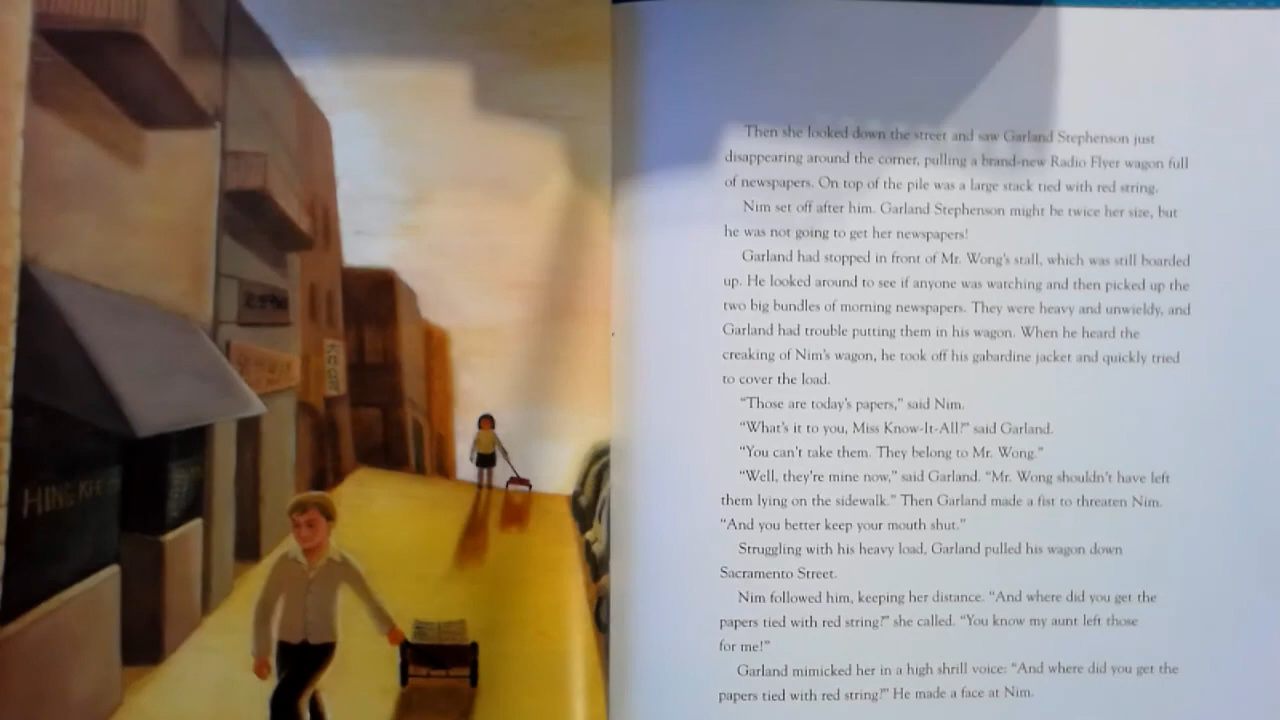 HING KEE
Then she looked down the street and saw Garland Stephenson just
disappearing around the corner, pulling a brand-new Radio Flyer wagon full
of newspapers. On top of the pile was a large stack tied with red string.
Nim set off after him. Garland Stephenson might be twice her size, but
he was not going to get her newspapers!
Garland had stopped in front of Mr. Wong's stall, which was still boarded
up. He looked around to see if anyone was watching and then picked up the
two big bundles of morning newspapers. They were heavy and unwieldy, and
Garland had trouble putting them in his wagon. When he heard the
creaking of Nim's wagon, he took off his gabardine jacket and quickly tried
to cover the load.
"Those are today's papers," said Nim.
"What's it to you, Miss Know-It-All?" said Garland.
"You can't take them. They belong to Mr. Wong."
"Well, they're mine now," said Garland. "Mr. Wong shouldn't have left
them lying on the sidewalk." Then Garland made a fist to threaten Nim.
"And you better keep your mouth shut."
Struggling with his heavy load, Garland pulled his wagon down
Sacramento Street.
Nim followed him, keeping her distance. "And where did you get the
papers tied with red string?" she called. "You know my aunt left those
for me!"
Garland mimicked her in a high shrill voice: "And where did you get the
papers tied with red string?" He made a face at Nim.